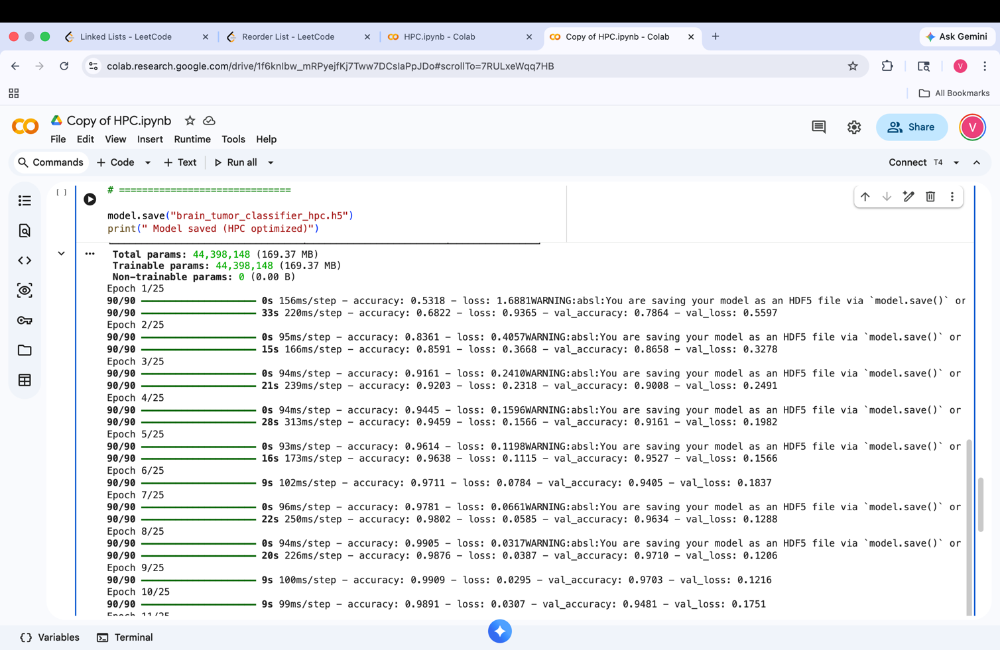 Linked Lists - LeetCode
Reorder List - LeetCode
HPC.ipynb - Colab
Copy of HPC.ipynb - Colab
Ask Gemini
colab.research.google.com/drive/1f6knIbw_mRPyejfKj7Tww7DCslaPpJDo#scrollTo=7RULxeWqq7HB
V
All Bookmarks
Copy of HPC.ipynb
Share
V
File Edit View Insert Runtime Tools Help
Commands + Code + Text Run all
Connect T4
[ ]
# ==============================
model.save("brain_tumor_classifier_hpc.h5")
print(" Model saved (HPC optimized)")
Total params: 44,398,148 (169.37 MB)
Trainable params: 44,398,148 (169.37 MB)
Non-trainable params: 0 (0.00 B)
Epoch 1/25
90/90 0s 156ms/step - accuracy: 0.5318 - loss: 1.6881WARNING:absl:You are saving your model as an HDF5 file via `model.save()` or
90/90 33s 220ms/step - accuracy: 0.6822 - loss: 0.9365 - val_accuracy: 0.7864 - val_loss: 0.5597
Epoch 2/25
90/90 0s 95ms/step - accuracy: 0.8361 - loss: 0.4057WARNING:absl:You are saving your model as an HDF5 file via `model.save()` or
90/90 15s 166ms/step - accuracy: 0.8591 - loss: 0.3668 - val_accuracy: 0.8658 - val_loss: 0.3278
Epoch 3/25
90/90 0s 94ms/step - accuracy: 0.9161 - loss: 0.2410WARNING:absl:You are saving your model as an HDF5 file via `model.save()` or
90/90 21s 239ms/step - accuracy: 0.9203 - loss: 0.2318 - val_accuracy: 0.9008 - val_loss: 0.2491
Epoch 4/25
90/90 0s 94ms/step - accuracy: 0.9445 - loss: 0.1596WARNING:absl:You are saving your model as an HDF5 file via `model.save()` or
90/90 28s 313ms/step - accuracy: 0.9459 - loss: 0.1566 - val_accuracy: 0.9161 - val_loss: 0.1982
Epoch 5/25
90/90 0s 93ms/step - accuracy: 0.9614 - loss: 0.1198WARNING:absl:You are saving your model as an HDF5 file via `model.save()` or
90/90 16s 173ms/step - accuracy: 0.9638 - loss: 0.1115 - val_accuracy: 0.9527 - val_loss: 0.1566
Epoch 6/25
90/90 9s 102ms/step - accuracy: 0.9711 - loss: 0.0784 - val_accuracy: 0.9405 - val_loss: 0.1837
Epoch 7/25
90/90 0s 96ms/step - accuracy: 0.9781 - loss: 0.0661WARNING:absl:You are saving your model as an HDF5 file via `model.save()` or
90/90 22s 250ms/step - accuracy: 0.9802 - loss: 0.0585 - val_accuracy: 0.9634 - val_loss: 0.1288
Epoch 8/25
90/90 0s 94ms/step - accuracy: 0.9905 - loss: 0.0317WARNING:absl:You are saving your model as an HDF5 file via `model.save()` or
90/90 20s 226ms/step - accuracy: 0.9876 - loss: 0.0387 - val_accuracy: 0.9710 - val_loss: 0.1206
Epoch 9/25
90/90 9s 100ms/step - accuracy: 0.9909 - loss: 0.0295 - val_accuracy: 0.9703 - val_loss: 0.1216
Epoch 10/25
90/90 9s 99ms/step - accuracy: 0.9891 - loss: 0.0307 - val_accuracy: 0.9481 - val_loss: 0.1751
Epoch 11/25
Variables Terminal